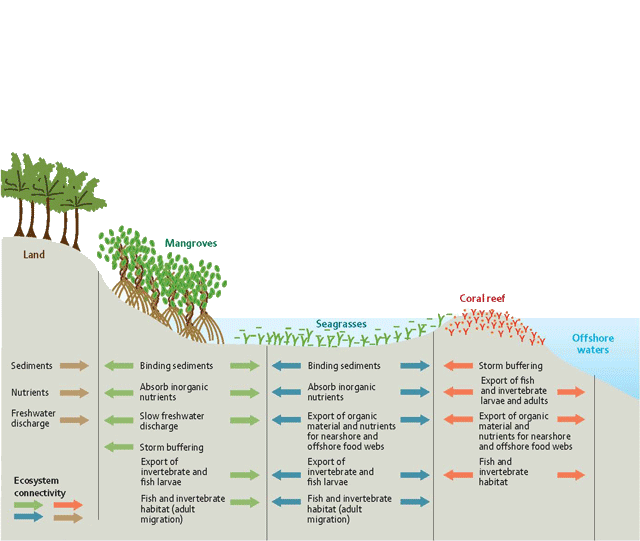 Mangroves
Land
Coral reef
Seagrasses
Offshore
waters
Sediments
Nutrients
Freshwater
discharge
Binding sediments
Absorb inorganic
nutrients
Slow freshwater
discharge
Storm buffering
Export of
invertebrate and
fish larvae
Fish and invertebrate
habitat (adult
migration)
Binding sediments
Absorb inorganic
nutrients
Export of organic
material and nutrients
for nearshore and
offshore food webs
Export of
invertebrate and
fish larvae
Fish and invertebrate
habitat (adult
migration)
Storm buffering
Export of fish
and invertebrate
larvae and adults
Export of organic
material and
nutrients for nearshore
and offshore food webs
Fish and
invertebrate
habitat
Ecosystem
connectivity